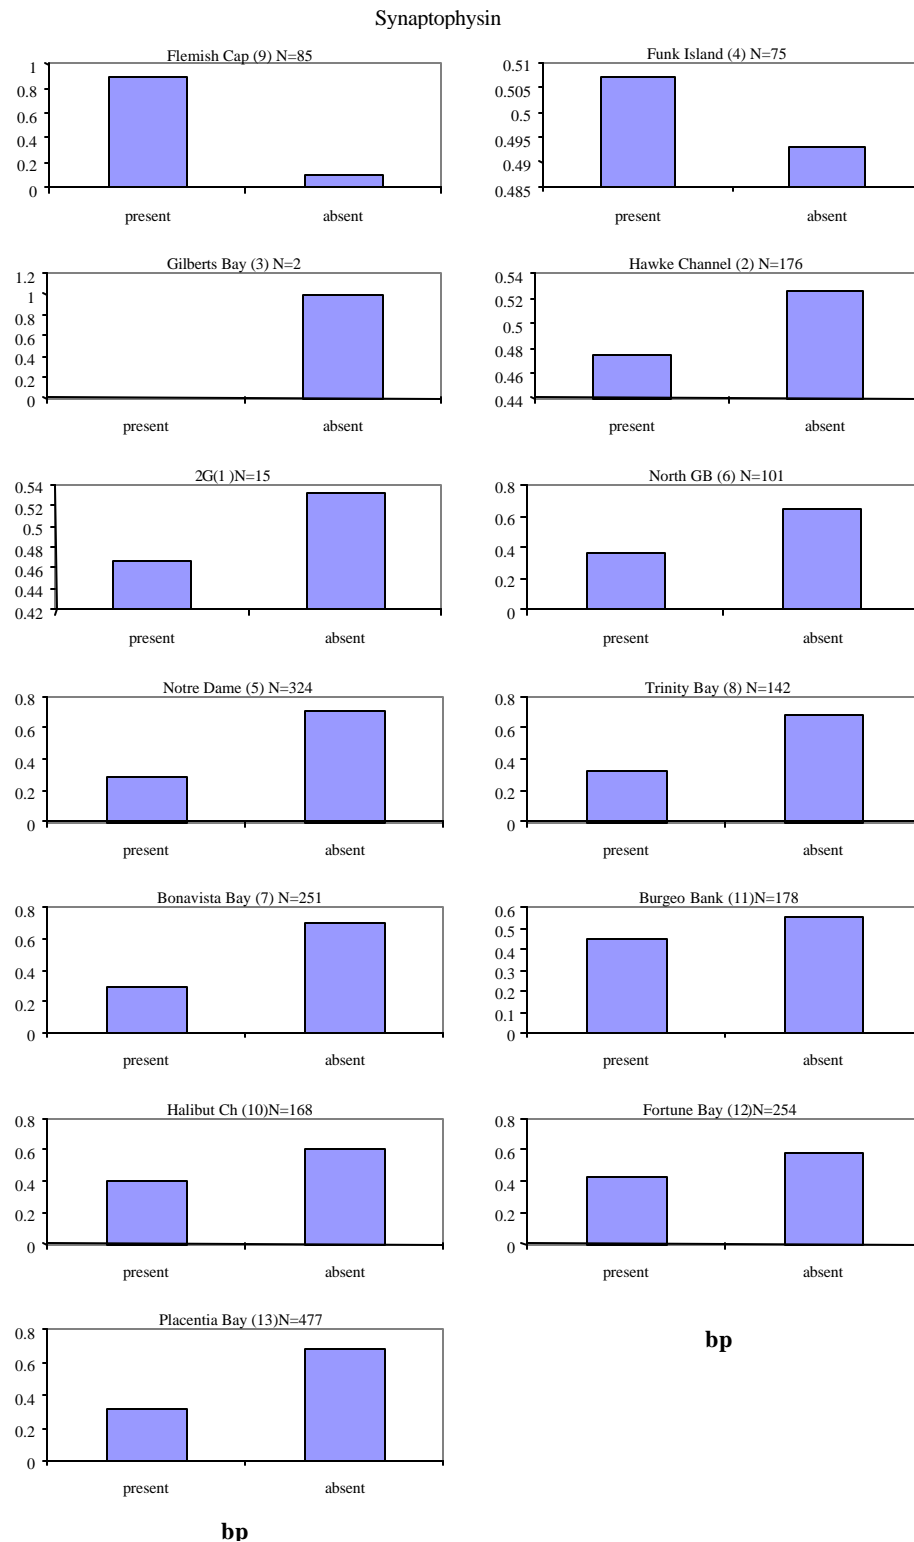 Synaptophysin
Flemish Cap (9) N=85
1
0.8
0.6
0.4
0.2
0
present absent
Funk Island (4) N=75
0.51
0.505
0.5
0.495
0.49
0.485
present absent
Gilberts Bay (3) N=2
1.2
1
0.8
0.6
0.4
0.2
0
present absent
Hawke Channel (2) N=176
0.54
0.52
0.5
0.48
0.46
0.44
present absent
2G(1 )N=15
0.54
0.52
0.5
0.48
0.46
0.44
0.42
present absent
North GB (6) N=101
0.8
0.6
0.4
0.2
0
present absent
Notre Dame (5) N=324
0.8
0.6
0.4
0.2
0
present absent
Trinity Bay (8) N=142
0.8
0.6
0.4
0.2
0
present absent
Bonavista Bay (7) N=251
0.8
0.6
0.4
0.2
0
present absent
Burgeo Bank (11)N=178
0.6
0.5
0.4
0.3
0.2
0.1
0
present absent
Halibut Ch (10)N=168
0.8
0.6
0.4
0.2
0
present absent
Fortune Bay (12)N=254
0.8
0.6
0.4
0.2
0
present absent
Placentia Bay (13)N=477
0.8
0.6
0.4
0.2
0
present absent
bp
bp